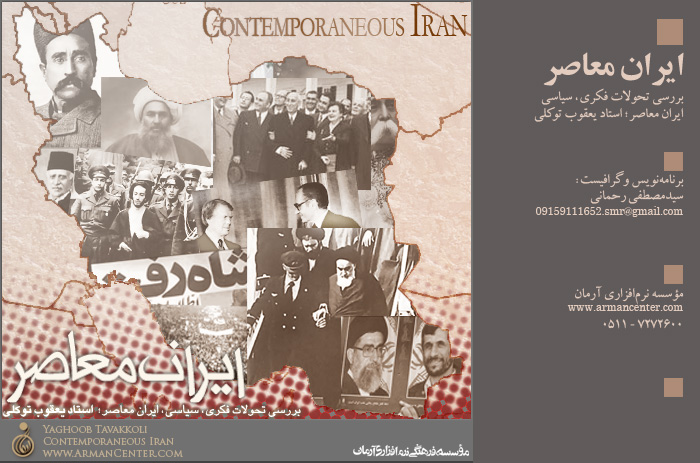 CONTEMPORANEOUS IRAN
شاه رفت
ایران معاصر
بررسی تحولات فکری، سیاسی، ایران معاصر؛ استاد یعقوب توکلی
YAGHOOB TAVAKKOLI
CONTEMPORANEOUS IRAN
WWW.ARMANCENTER.COM
مؤسسه فرهنگی نرم افزاری آرمان
ایران معاصر
بررسی تحولات فکری، سیاسی
ایران معاصر؛ استاد یعقوب توکلی
برنامه‌نویس و گرافیست:
سیدمصطفی رحمانی
09159111652.smr@gmail.com
مؤسسه نرم‌افزاری آرمان
www.armancenter.com
۰۵۱۱ - ۷۲۷۲۶۰۰